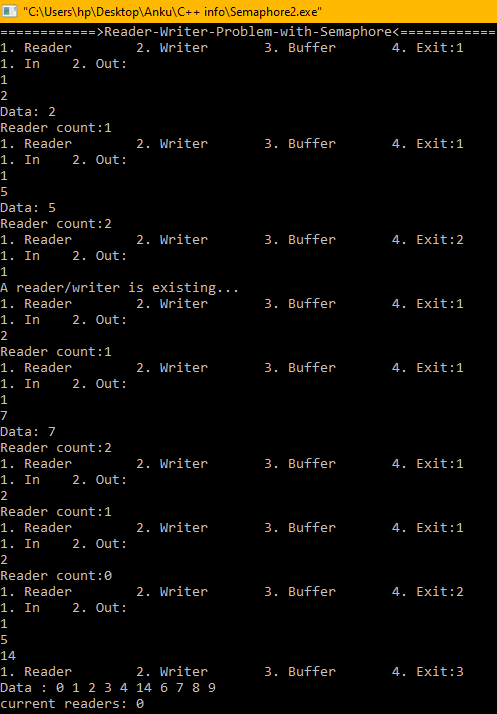 "C:\Users\hp\Desktop\Anku\C++ info\Semaphore2.exe"
============>Reader-Writer-Problem-with-Semaphore<============
1. Reader 2. Writer 3. Buffer 4. Exit:1
1. In 2. Out:
1
2
Data: 2
Reader count:1
1. Reader 2. Writer 3. Buffer 4. Exit:1
1. In 2. Out:
1
5
Data: 5
Reader count:2
1. Reader 2. Writer 3. Buffer 4. Exit:2
1. In 2. Out:
1
A reader/writer is existing...
1. Reader 2. Writer 3. Buffer 4. Exit:1
1. In 2. Out:
2
Reader count:1
1. Reader 2. Writer 3. Buffer 4. Exit:1
1. In 2. Out:
1
7
Data: 7
Reader count:2
1. Reader 2. Writer 3. Buffer 4. Exit:1
1. In 2. Out:
2
Reader count:1
1. Reader 2. Writer 3. Buffer 4. Exit:1
1. In 2. Out:
2
Reader count:0
1. Reader 2. Writer 3. Buffer 4. Exit:2
1. In 2. Out:
1
5
14
1. Reader 2. Writer 3. Buffer 4. Exit:3
Data : 0 1 2 3 4 14 6 7 8 9
current readers: 0